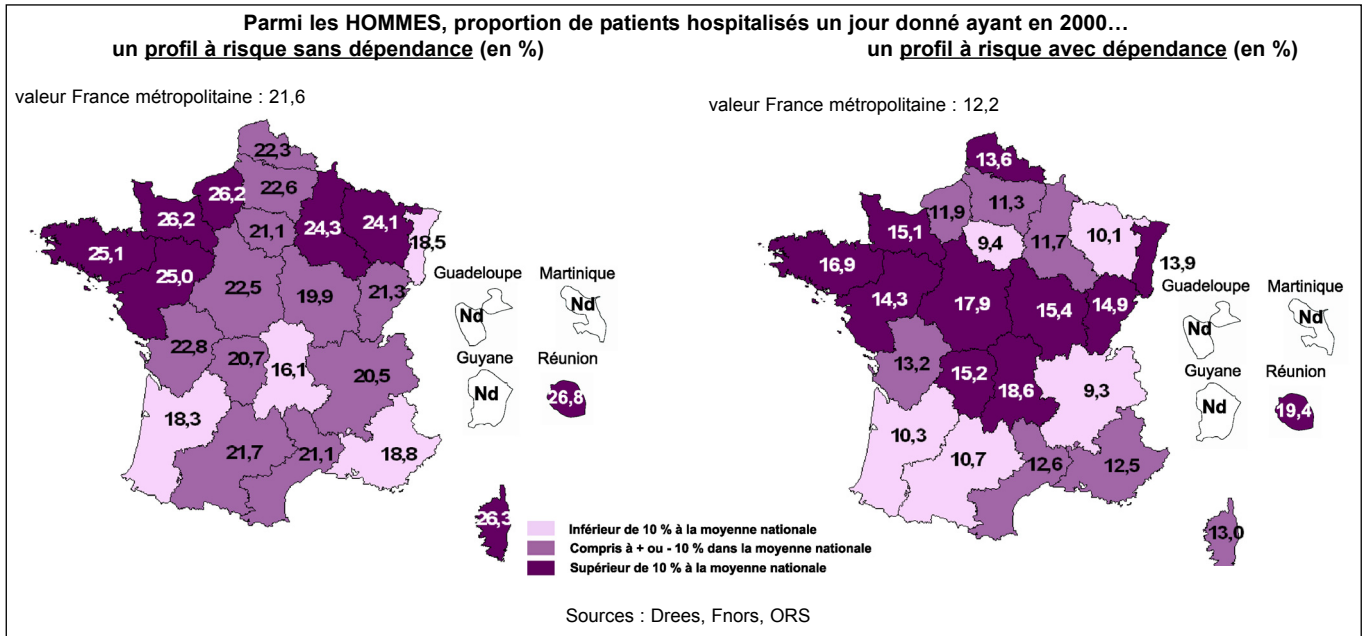 Parmi les HOMMES, proportion de patients hospitalisés un jour donné ayant en 2000…
un profil à risque sans dépendance (en %)
un profil à risque avec dépendance (en %)
valeur France métropolitaine : 21,6
22,3
22,6
26,2
26,2
21,1
24,3
24,1
18,5
25,1
25,0
22,5
19,9
21,3
22,8
20,7
16,1
20,5
18,3
21,7
21,1
18,8
26,3
Guadeloupe
Martinique
Nd
Nd
Guyane
Réunion
Nd
26,8
valeur France métropolitaine : 12,2
13,6
11,3
11,9
15,1
9,4
11,7
10,1
13,9
16,9
14,3
17,9
15,4
14,9
13,2
15,2
18,6
9,3
10,3
10,7
12,6
12,5
13,0
Guadeloupe
Martinique
Nd
Nd
Guyane
Réunion
Nd
19,4
Inférieur de 10 % à la moyenne nationale
Compris à + ou - 10 % dans la moyenne nationale
Supérieur de 10 % à la moyenne nationale
Sources : Drees, Fnors, ORS